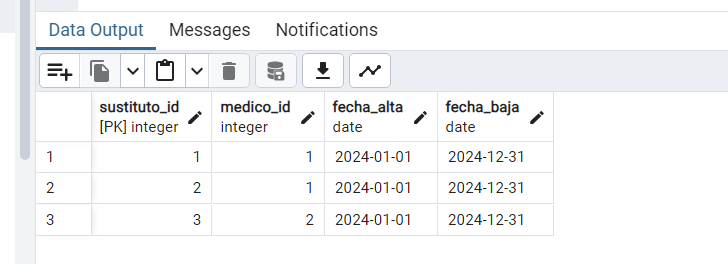 Data Output Messages Notifications
sustituto_id medico_id fecha_alta fecha_baja
[PK] integer integer date date
1 1 1 2024-01-01 2024-12-31
2 2 1 2024-01-01 2024-12-31
3 3 2 2024-01-01 2024-12-31